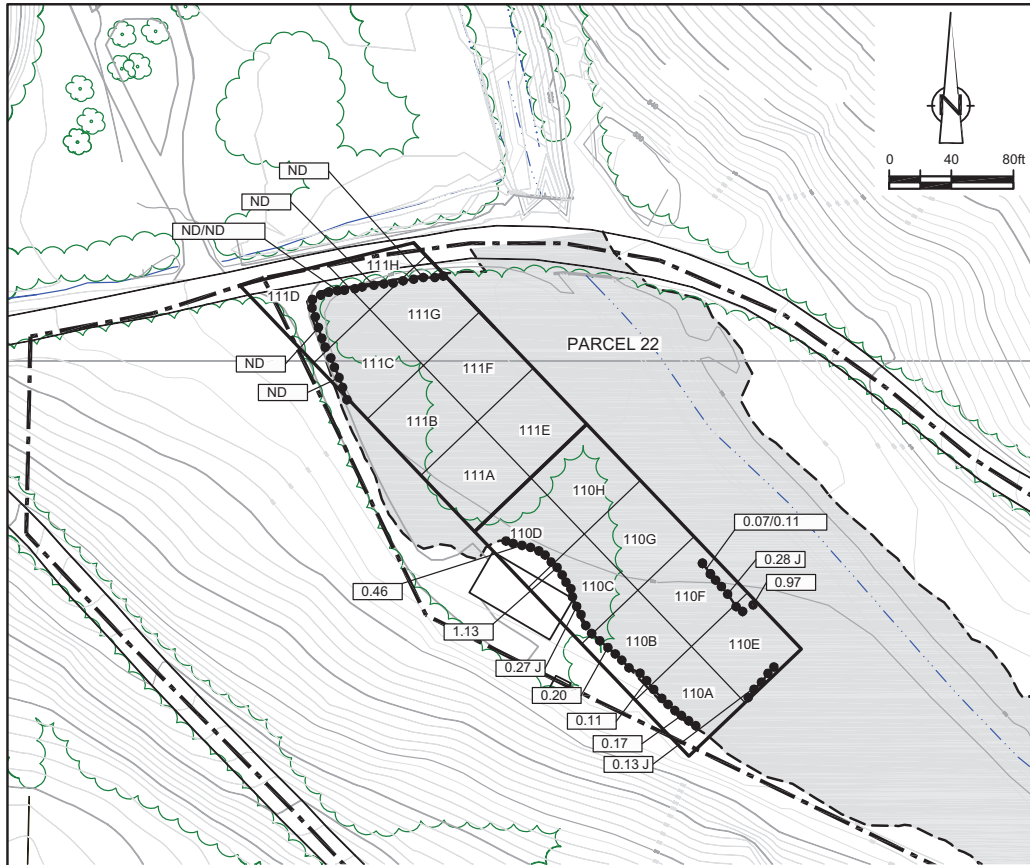 N
0 40 80ft
ND
ND
ND/ND
111H
111D
111G
PARCEL 22
ND
111C
111F
ND
111B
111E
111A
110H
110D
110G
0.07/0.11
0.28 J
0.46
110C
110F
0.97
1.13
110B
110E
0.27 J
0.20
110A
0.11
0.17
0.13 J